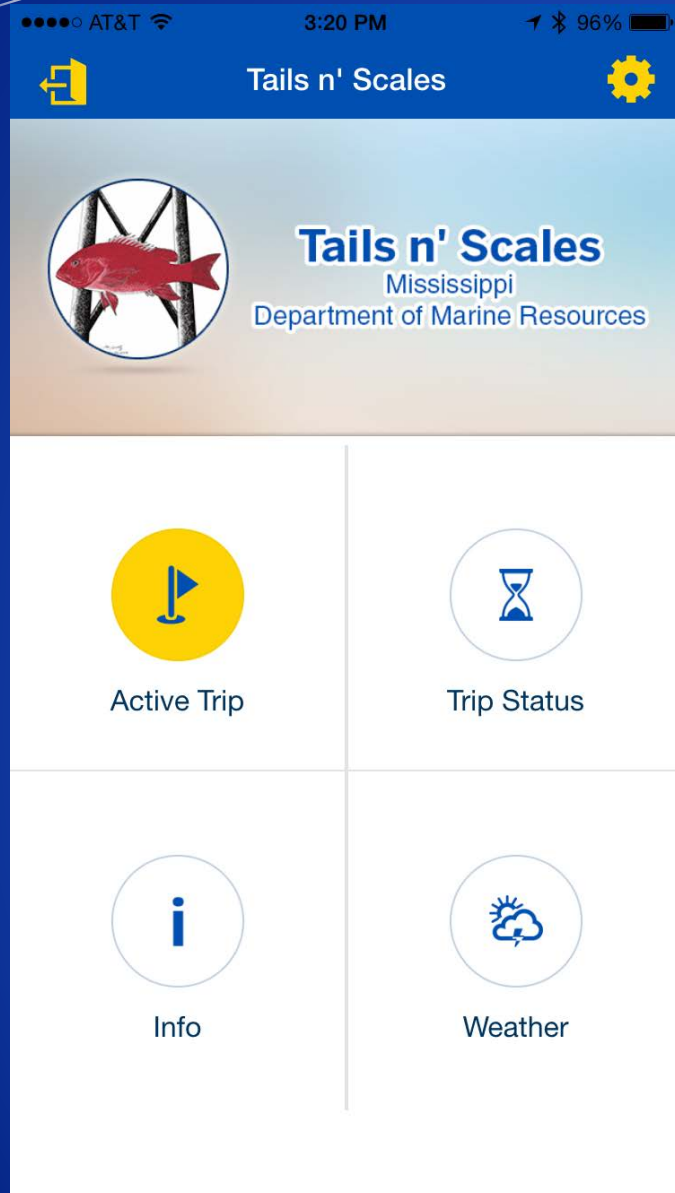 AT&T 3:20 PM 96%
Tails n' Scales
Tails n' Scales
Mississippi
Department of Marine Resources
Active Trip
Trip Status
Info
Weather